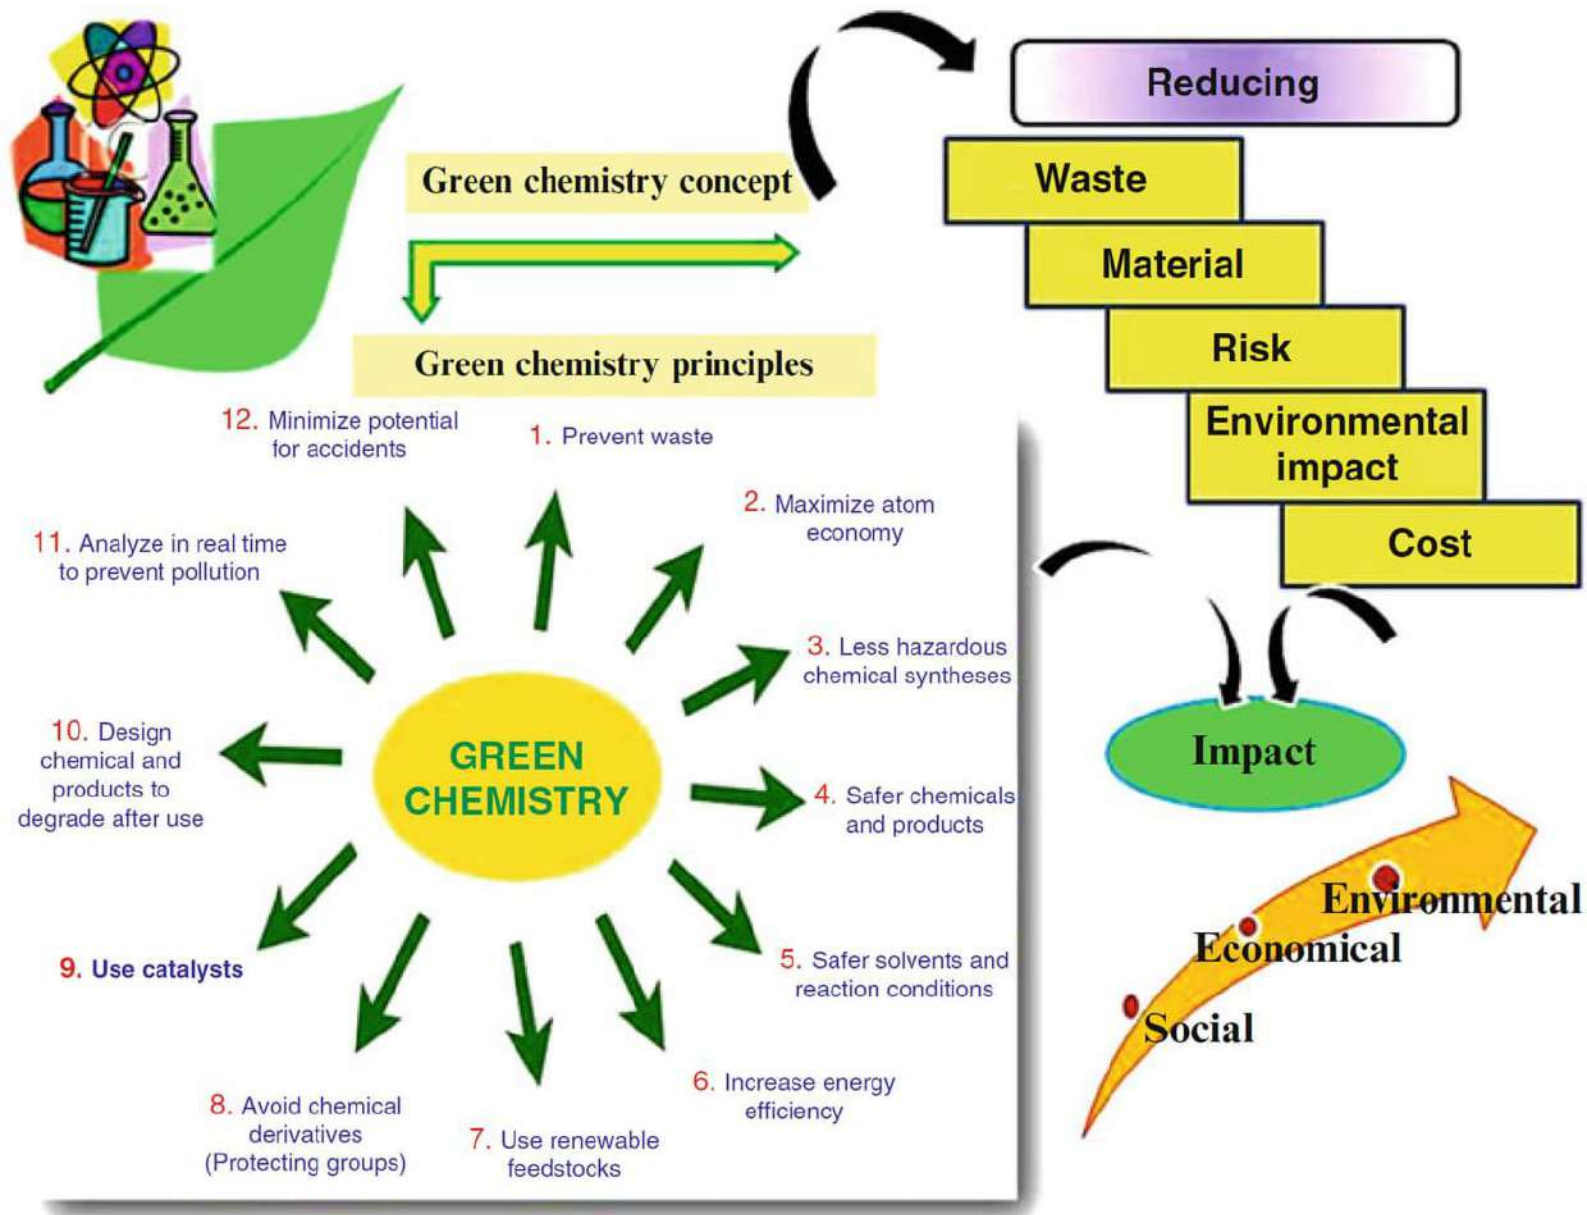 Reducing
Green chemistry concept
Waste
Material
Risk
Environmental
impact
Cost
Green chemistry principles
1. Prevent waste
2. Maximize atom
economy
3. Less hazardous
chemical syntheses
4. Safer chemicals
and products
5. Safer solvents and
reaction conditions
6. Increase energy
efficiency
7. Use renewable
feedstocks
8. Avoid chemical
derivatives
(Protecting groups)
9. Use catalysts
10. Design
chemical and
products to
degrade after use
11. Analyze in real time
to prevent pollution
12. Minimize potential
for accidents
GREEN
CHEMISTRY
Impact
Environmental
Economical
Social